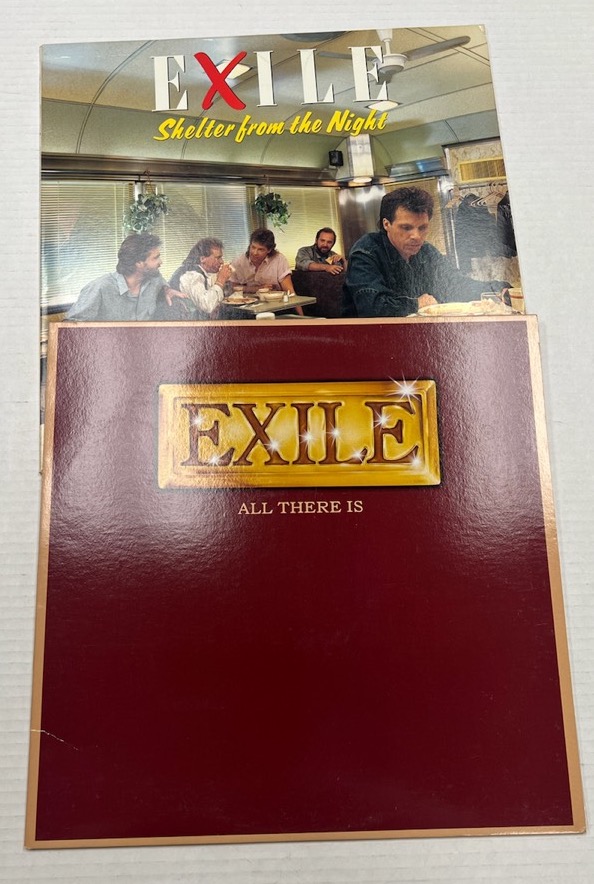 EXILE
Shelter from the Night
EXILE
ALL THERE IS